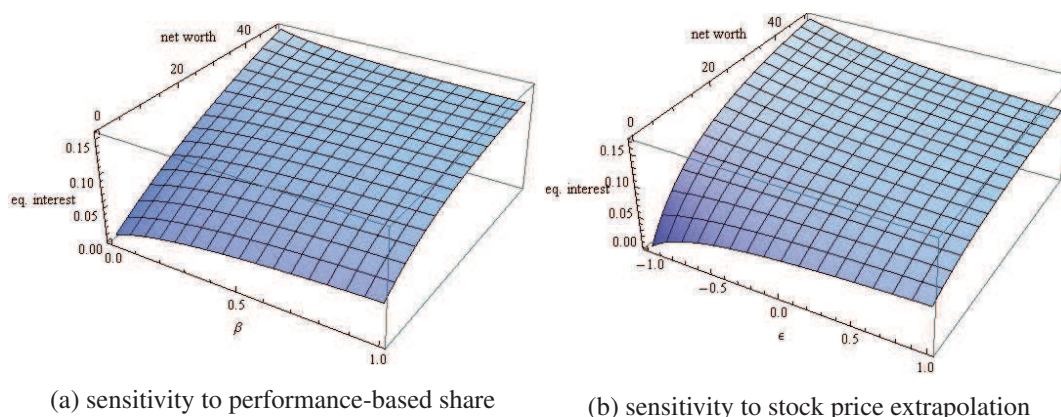 net worth
0
20
40
0.15
0.10
eq. interest
0.05
0.00
0.0
0.5
1.0
β
(a) sensitivity to performance-based share
net worth
0
20
40
0.15
0.10
eq. interest
0.05
0.00
−1.0
−0.5
0.0
0.5
1.0
ϵ
(b) sensitivity to stock price extrapolation